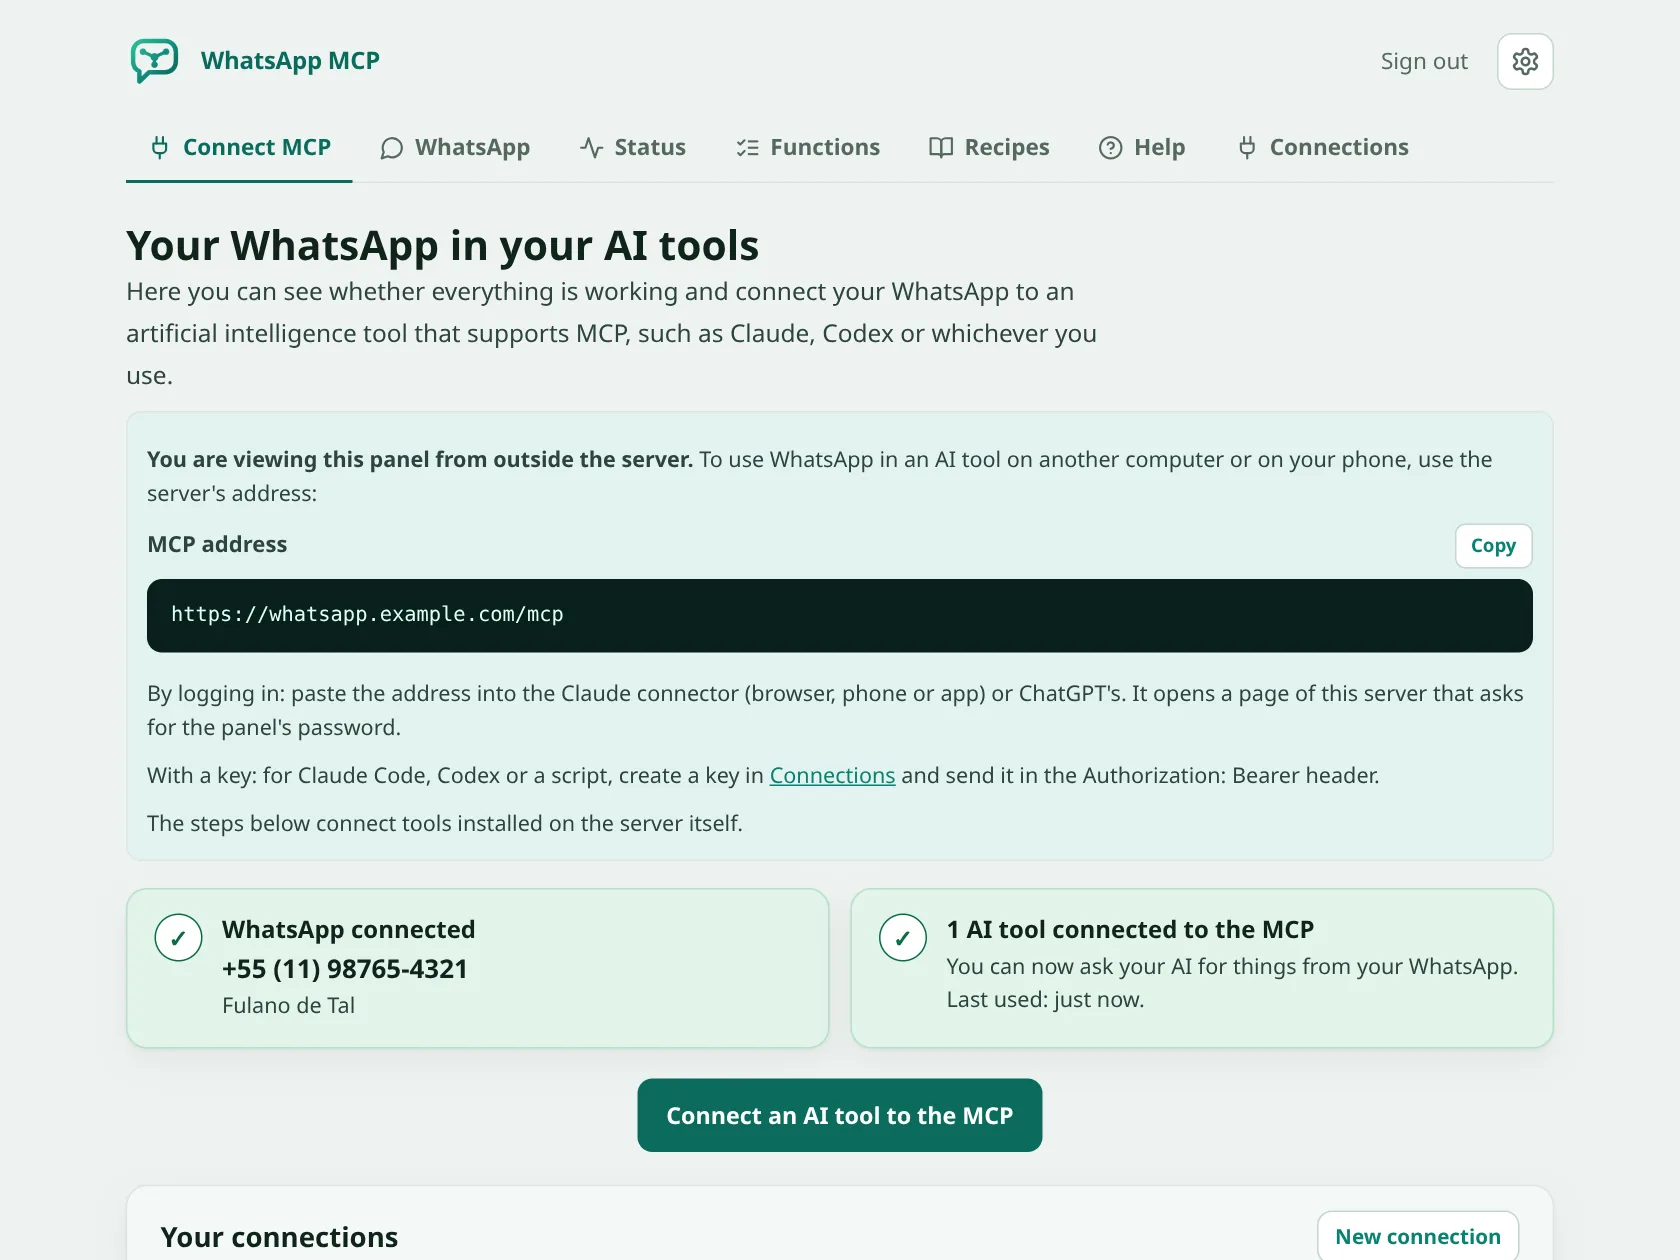 WhatsApp MCP
Sign out
Connect MCP
WhatsApp
Status
Functions
Recipes
Help
Connections
Your WhatsApp in your AI tools
Here you can see whether everything is working and connect your WhatsApp to an
artificial intelligence tool that supports MCP, such as Claude, Codex or whichever you
use.
You are viewing this panel from outside the server. To use WhatsApp in an AI tool on another computer or on your phone, use the
server's address:
MCP address
Copy
https://whatsapp.example.com/mcp
By logging in: paste the address into the Claude connector (browser, phone or app) or ChatGPT's. It opens a page of this server that asks
for the panel's password.
With a key: for Claude Code, Codex or a script, create a key in Connections and send it in the Authorization: Bearer header.
The steps below connect tools installed on the server itself.
WhatsApp connected
+55 (11) 98765-4321
Fulano de Tal
1 AI tool connected to the MCP
You can now ask your AI for things from your WhatsApp.
Last used: just now.
Connect an AI tool to the MCP
Your connections
New connection